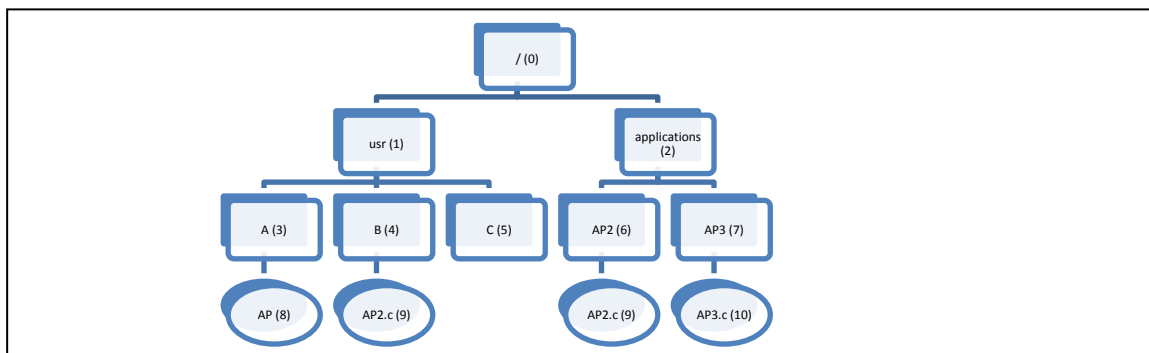 / (0)
usr (1)
applications
(2)
A (3)
B (4)
C (5)
AP2 (6)
AP3 (7)
AP (8)
AP2.c (9)
AP2.c (9)
AP3.c (10)